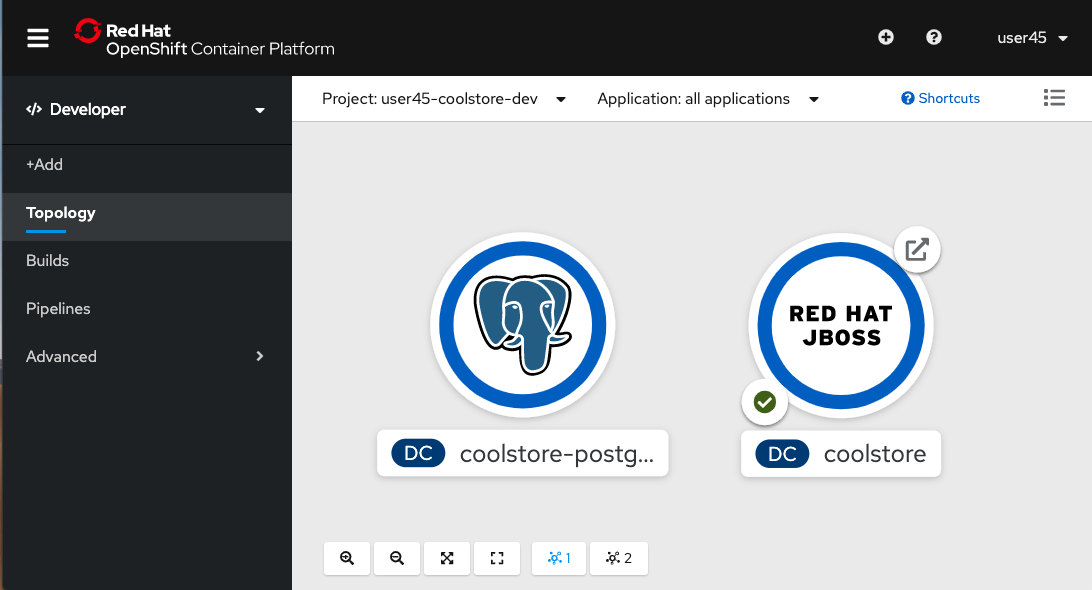 Red Hat
OpenShift Container Platform
user45
Developer
Project: user45-coolstore-dev
Application: all applications
Shortcuts
+Add
Topology
Builds
Pipelines
Advanced
RED HAT
JBOSS
DC coolstore-postg...
DC coolstore
1
2